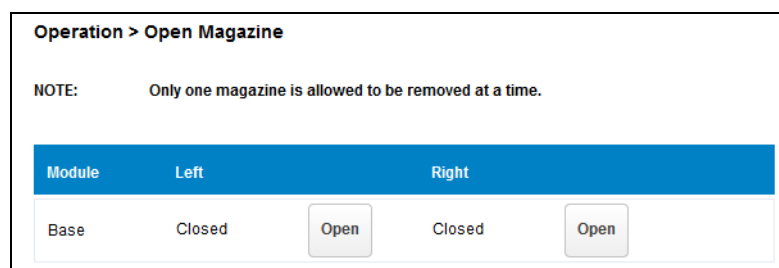 Operation > Open Magazine
NOTE: Only one magazine is allowed to be removed at a time.
Module Left Right
Base Closed Open Closed Open